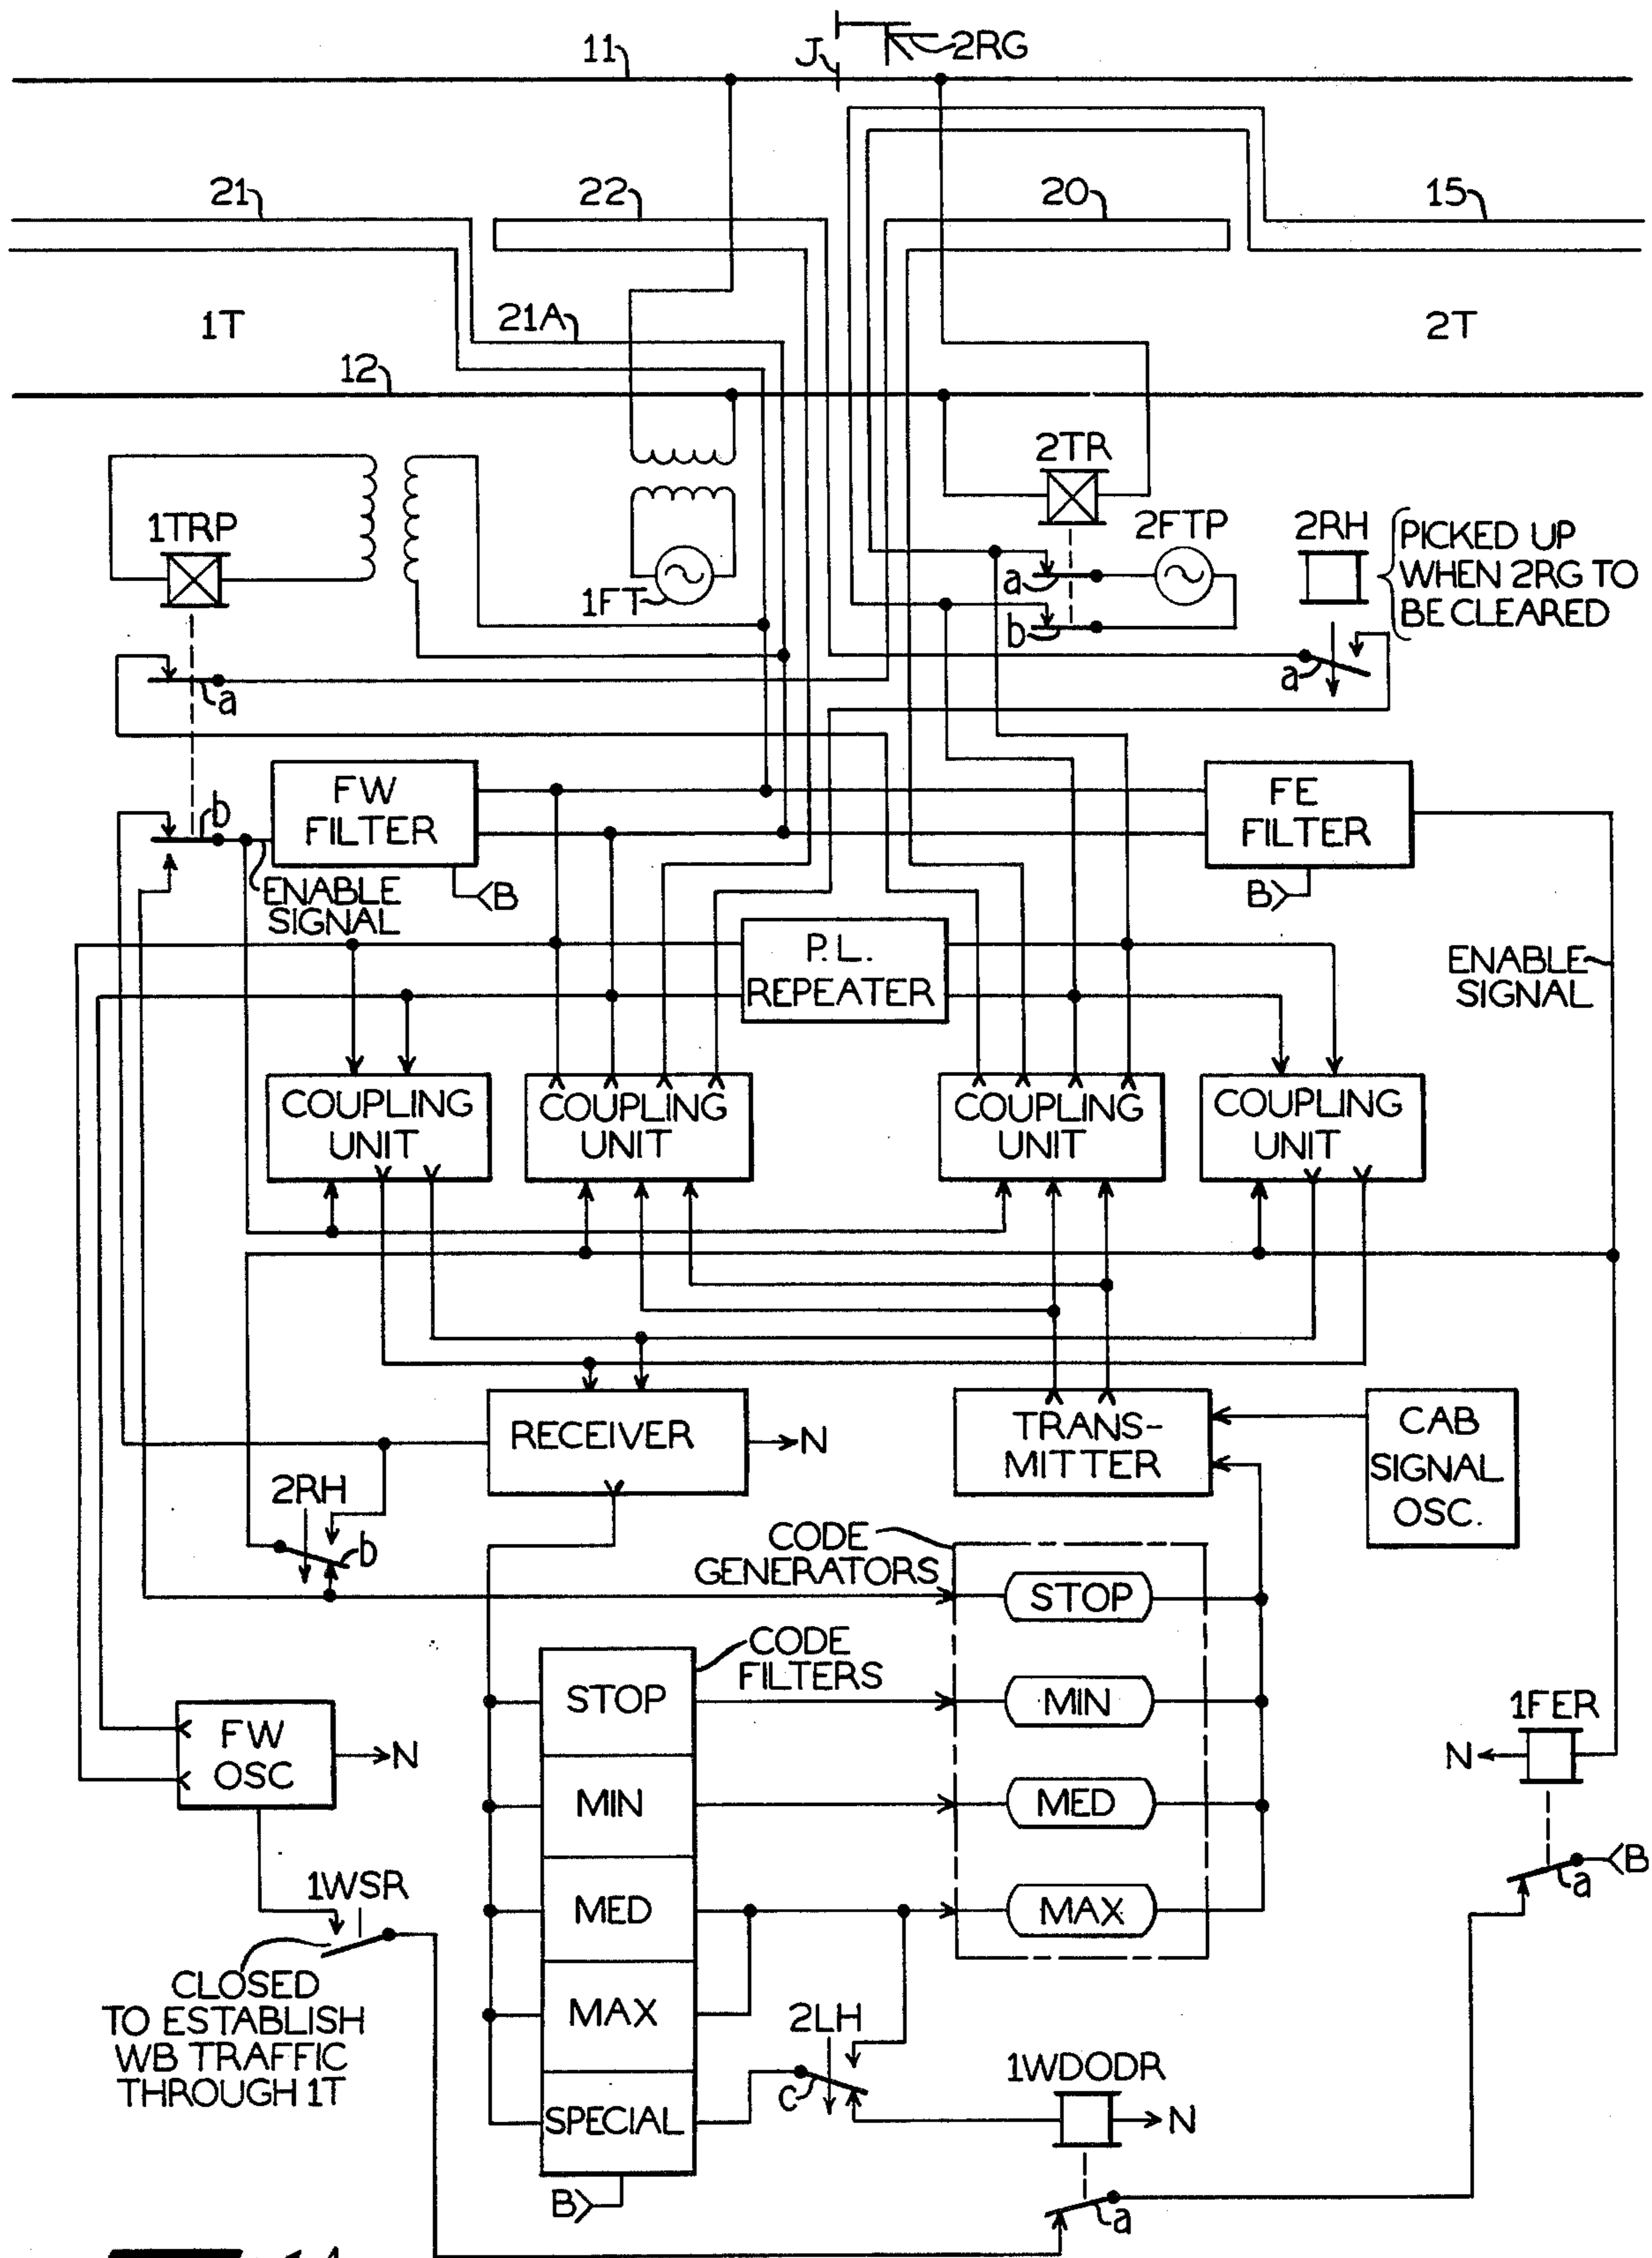 11
J
2RG
21
22
20
15
1T
21A
2T
12
2TR
1TRP
2FTP
2RH
PICKED UP
WHEN 2RG TO
BE CLEARED
1FT
a
b
a
a
b
FW
FILTER
FE
FILTER
ENABLE
SIGNAL
B
B
P.L.
REPEATER
ENABLE
SIGNAL
COUPLING
UNIT
COUPLING
UNIT
COUPLING
UNIT
COUPLING
UNIT
RECEIVER
N
TRANS-
MITTER
CAB
SIGNAL
OSC.
2RH
b
CODE
GENERATORS
STOP
CODE
FILTERS
STOP
MIN
1FER
FW
OSC
N
N
MIN
MED
B
a
1WSR
MED
MAX
CLOSED
TO ESTABLISH
WB TRAFFIC
THROUGH 1T
MAX
2LH
c
1WDODR
SPECIAL
N
B
a